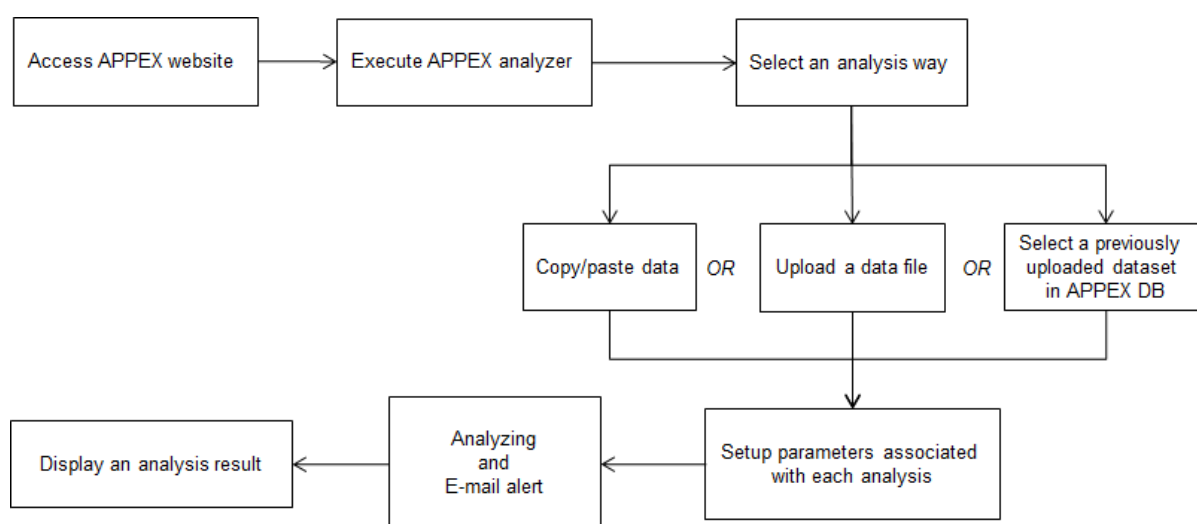 Access APPEX website
Execute APPEX analyzer
Select an analysis way
Copy/paste data
OR
Upload a data file
OR
Select a previously
uploaded dataset
in APPEX DB
Display an analysis result
Analyzing
and
E-mail alert
Setup parameters associated
with each analysis